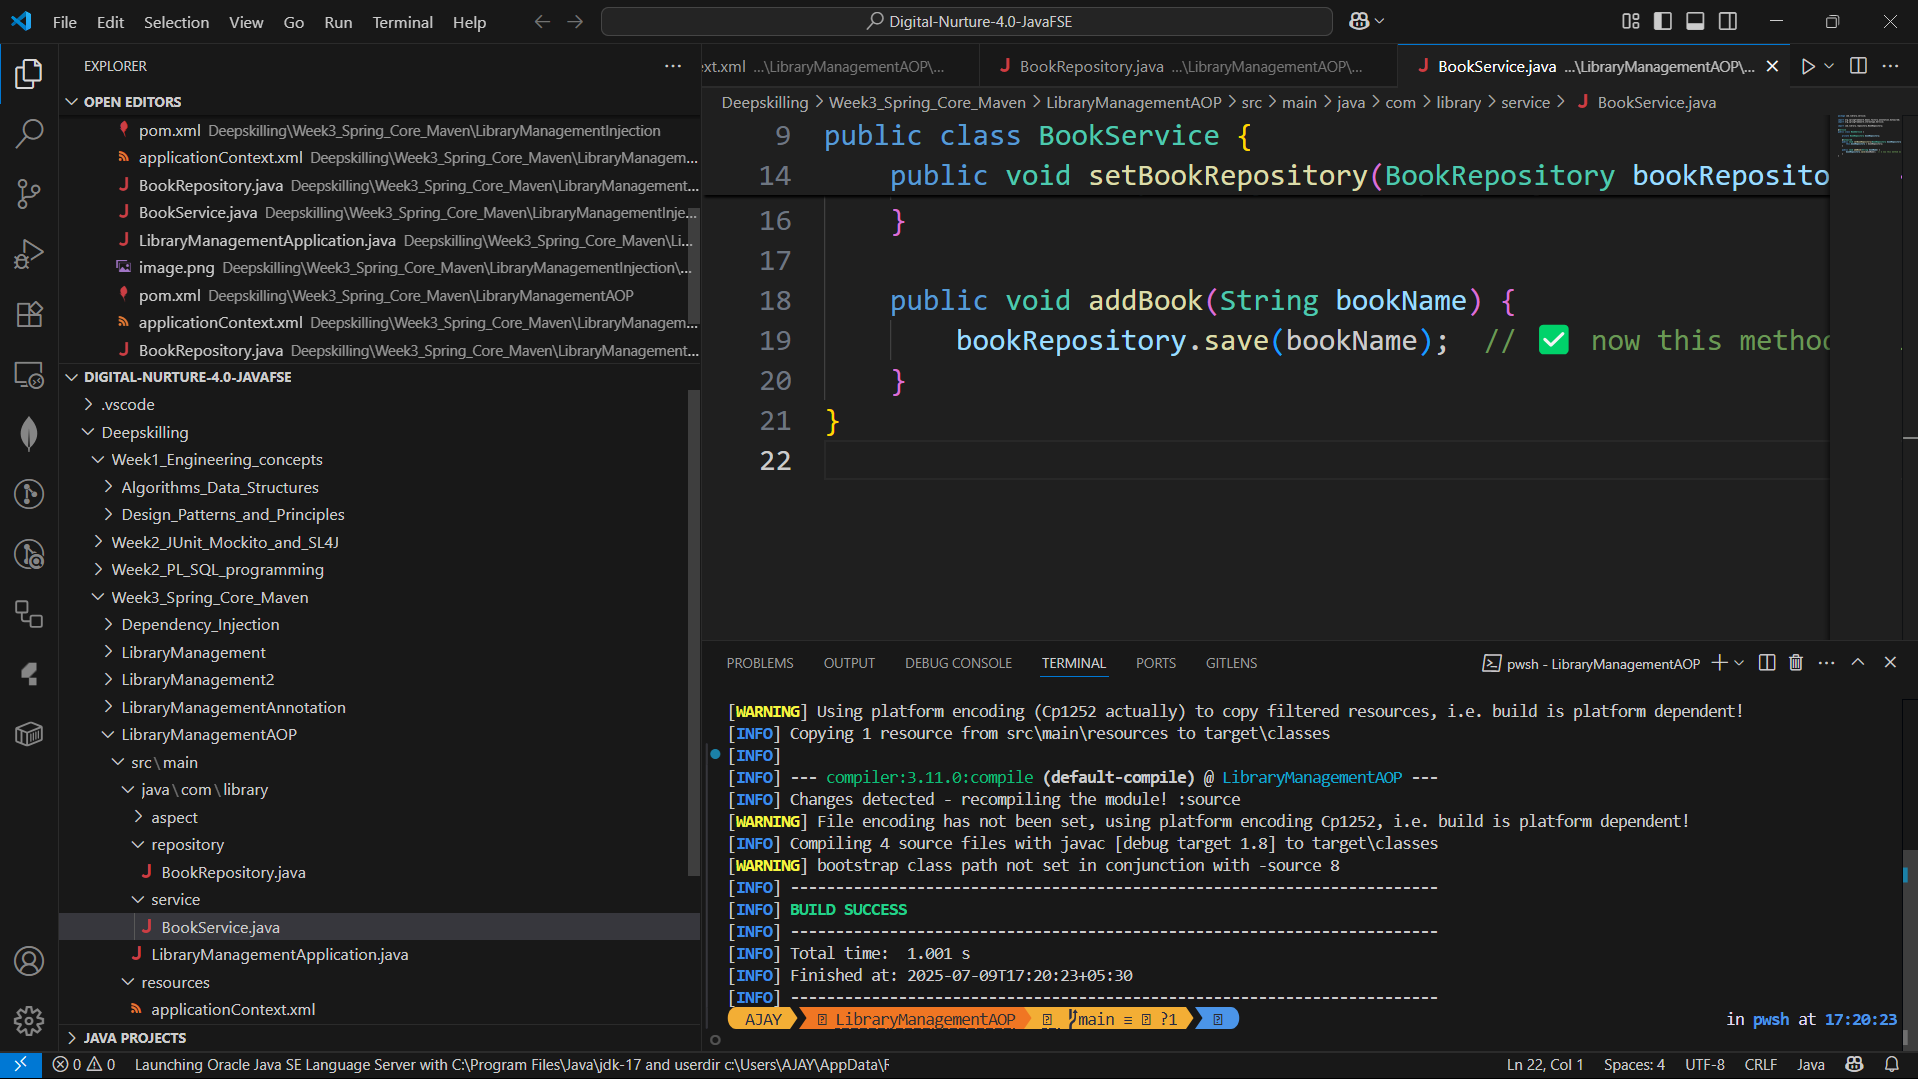 File Edit Selection View Go Run Terminal Help
Digital-Nurture-4.0-JavaFSE
EXPLORER
OPEN EDITORS
pom.xml Deepskilling\Week3_Spring_Core_Maven\LibraryManagementInjection
applicationContext.xml Deepskilling\Week3_Spring_Core_Maven\LibraryManagem...
BookRepository.java Deepskilling\Week3_Spring_Core_Maven\LibraryManagement...
BookService.java Deepskilling\Week3_Spring_Core_Maven\LibraryManagementInje...
LibraryManagementApplication.java Deepskilling\Week3_Spring_Core_Maven\Li...
image.png Deepskilling\Week3_Spring_Core_Maven\LibraryManagementInjection\...
pom.xml Deepskilling\Week3_Spring_Core_Maven\LibraryManagementAOP
applicationContext.xml Deepskilling\Week3_Spring_Core_Maven\LibraryManagem...
BookRepository.java Deepskilling\Week3_Spring_Core_Maven\LibraryManagement...
DIGITAL-NURTURE-4.0-JAVAFSE
.vscode
Deepskilling
Week1_Engineering_concepts
Algorithms_Data_Structures
Design_Patterns_and_Principles
Week2_JUnit_Mockito_and_SL4J
Week2_PL_SQL_programming
Week3_Spring_Core_Maven
Dependency_Injection
LibraryManagement
LibraryManagement2
LibraryManagementAnnotation
LibraryManagementAOP
src\main
java\com\library
aspect
repository
BookRepository.java
service
BookService.java
LibraryManagementApplication.java
resources
applicationContext.xml
JAVA PROJECTS
xt.xml ...\LibraryManagementAOP\... BookRepository.java ...\LibraryManagementAOP\... BookService.java ...\LibraryManagementAOP\...
Deepskilling > Week3_Spring_Core_Maven > LibraryManagementAOP > src > main > java > com > library > service > BookService.java
9 public class BookService {
14 public void setBookRepository(BookRepository bookReposito
16 }
17
18 public void addBook(String bookName) {
19 bookRepository.save(bookName); // ✅ now this method
20 }
21 }
22
PROBLEMS OUTPUT DEBUG CONSOLE TERMINAL PORTS GITLENS
pwsh - LibraryManagementAOP
[WARNING] Using platform encoding (Cp1252 actually) to copy filtered resources, i.e. build is platform dependent!
[INFO] Copying 1 resource from src\main\resources to target\classes
[INFO]
[INFO] --- compiler:3.11.0:compile (default-compile) @ LibraryManagementAOP ---
[INFO] Changes detected - recompiling the module! :source
[WARNING] File encoding has not been set, using platform encoding Cp1252, i.e. build is platform dependent!
[INFO] Compiling 4 source files with javac [debug target 1.8] to target\classes
[WARNING] bootstrap class path not set in conjunction with -source 8
[INFO] ------------------------------------------------------------------------
[INFO] BUILD SUCCESS
[INFO] ------------------------------------------------------------------------
[INFO] Total time:  1.001 s
[INFO] Finished at: 2025-07-09T17:20:23+05:30
[INFO] ------------------------------------------------------------------------
AJAY LibraryManagementAOP main ≡ ?1 in pwsh at 17:20:23
0 0 Launching Oracle Java SE Language Server with C:\Program Files\Java\jdk-17 and userdir c:\Users\AJAY\AppData\F
Ln 22, Col 1 Spaces: 4 UTF-8 CRLF Java